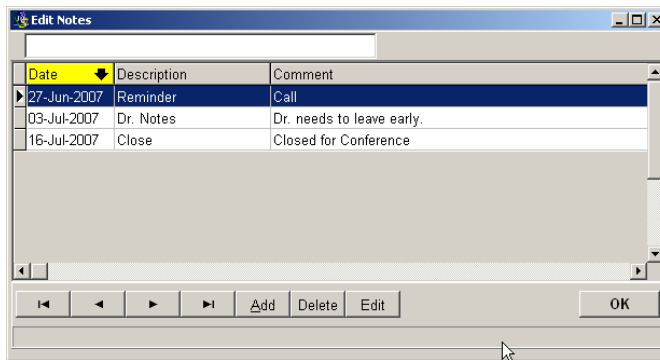 Edit Notes
Date Description Comment
27-Jun-2007 Reminder Call
03-Jul-2007 Dr. Notes Dr. needs to leave early.
16-Jul-2007 Close Closed for Conference
Add Delete Edit OK